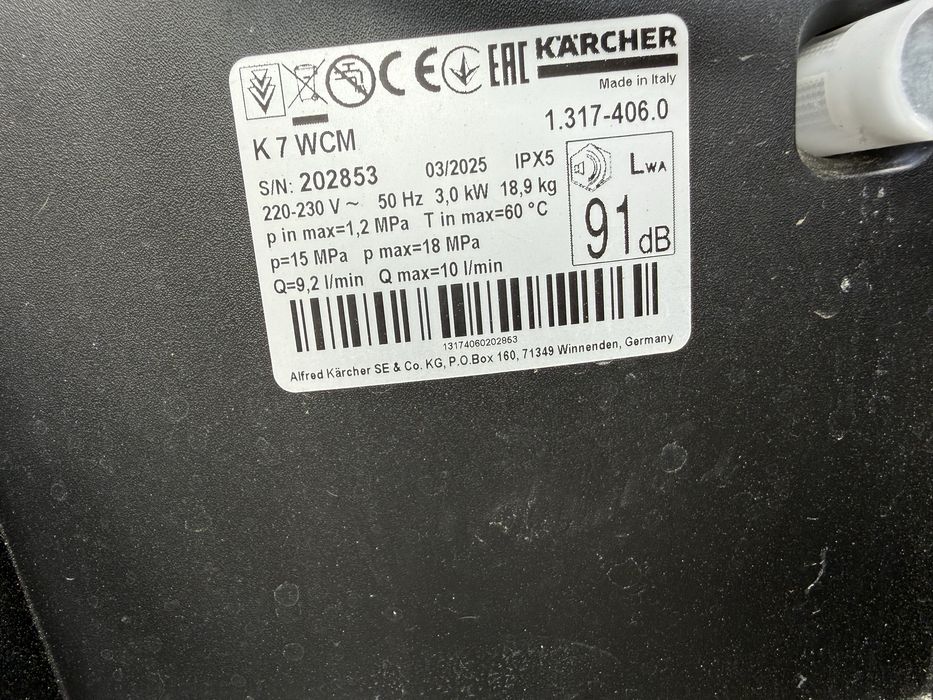 CE EAC KÄRCHER
Made in Italy
K 7 WCM 1.317-406.0
S/N: 202853 03/2025 IPX5
220-230 V ~ 50 Hz 3,0 kW 18,9 kg
p in max=1,2 MPa T in max=60 °C
p=15 MPa p max=18 MPa
Q=9,2 l/min Q max=10 l/min
LWA
91 dB
13174060202853
Alfred Kärcher SE & Co. KG, P.O.Box 160, 71349 Winnenden, Germany